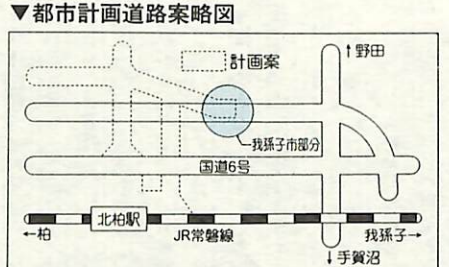 ▼都市計画道路案略図
↑野田
計画案
我孫子市部分
国道6号
北柏駅
←柏
JR常磐線
我孫子→
↓手賀沼